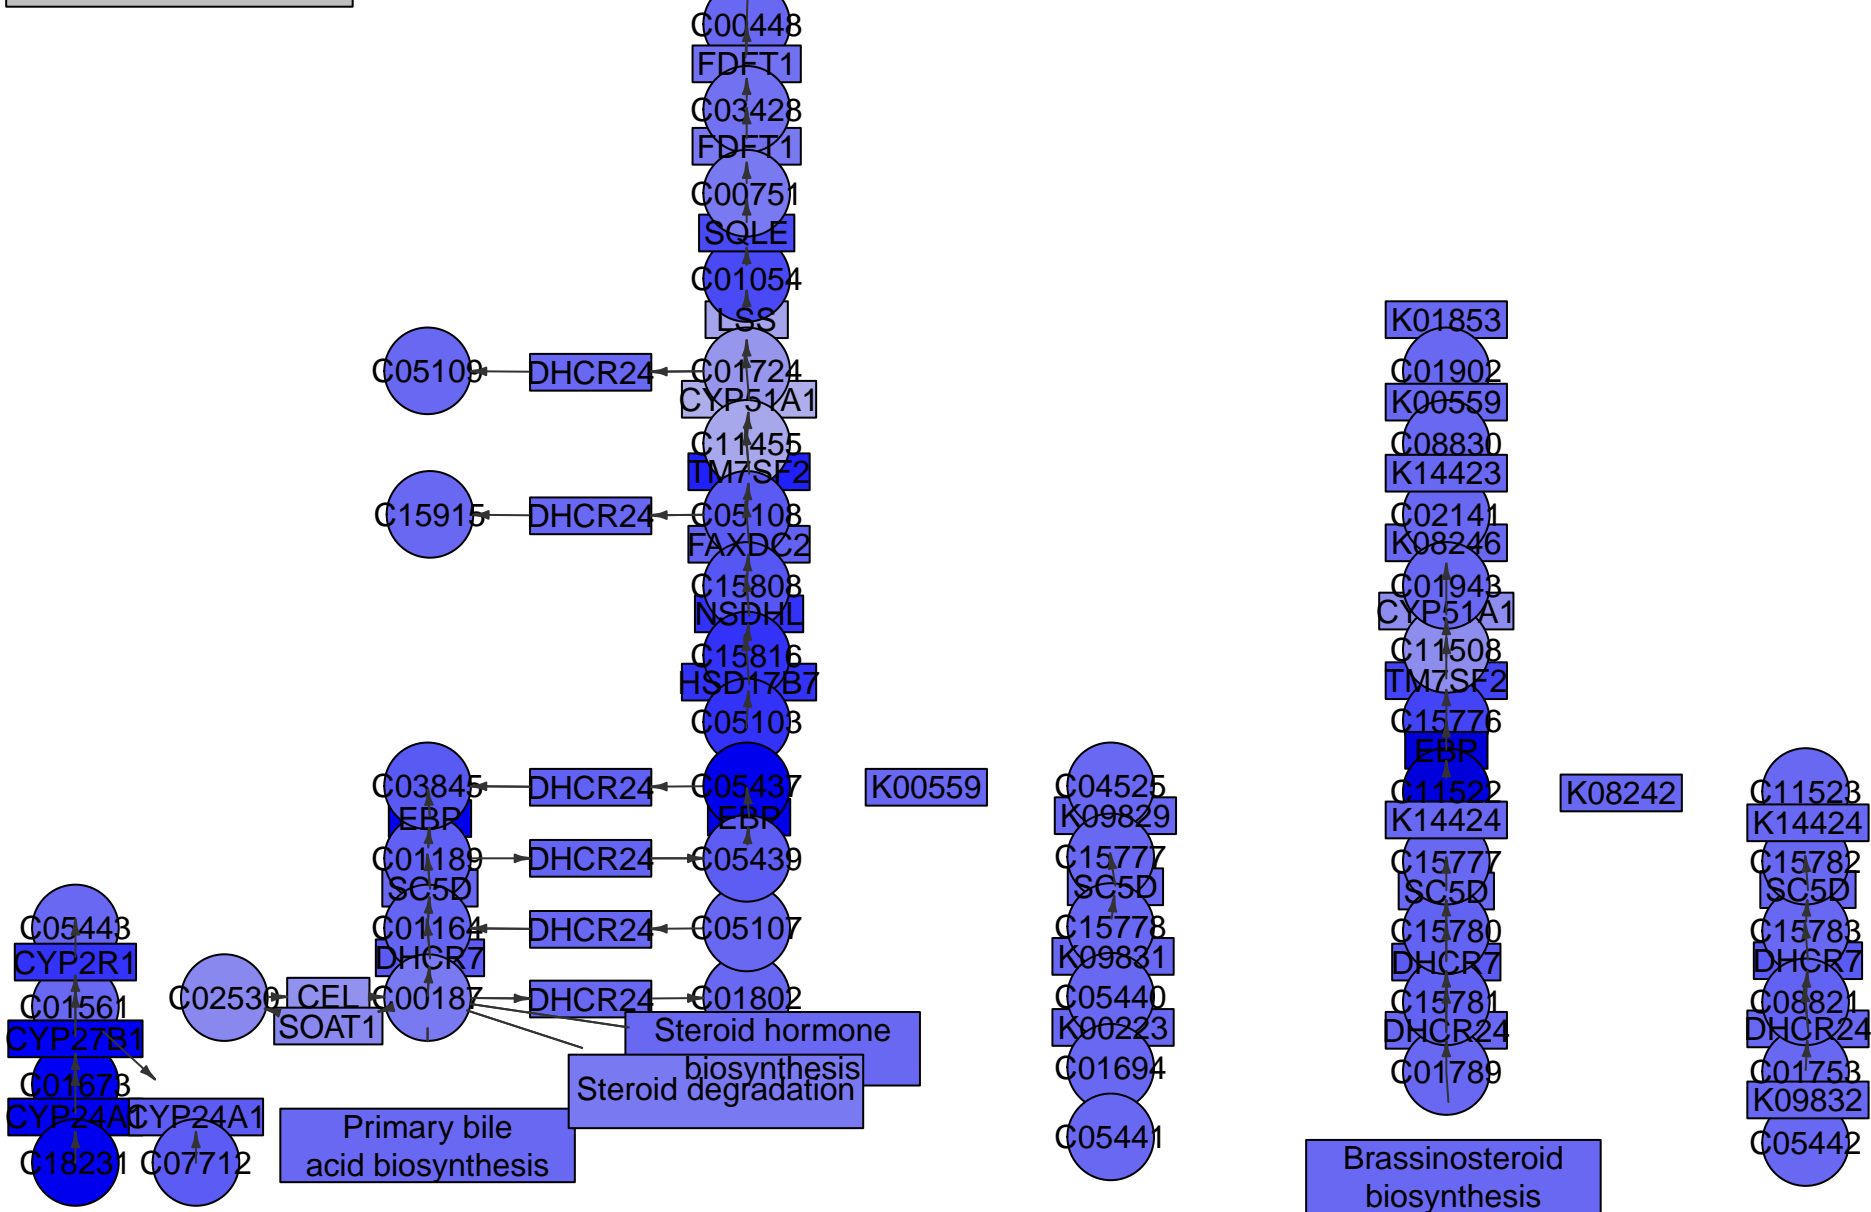 C00448
FDFT1
C03428
FDFT1
C00751
SQLE
C01054
LSS
C05109
DHCR24
C01724
CYP51A1
C11455
TM7SF2
C15915
DHCR24
C05108
FAXDC2
C15808
NSDHL
C15816
HSD17B7
C05103
C03845
DHCR24
C05437
EBP
EBP
C01189
DHCR24
C05439
SC5D
C01164
DHCR24
C05107
DHCR7
C02530
CEL
SOAT1
C00187
DHCR24
C01802
C05443
CYP2R1
C01561
CYP27B1
C01673
CYP24A1
CYP24A1
C18231
C07712
Steroid hormone
biosynthesis
Steroid degradation
Primary bile
acid biosynthesis
K00559
C04525
K09829
C15777
SC5D
C15778
K09831
C05440
K00223
C01694
C05441
K01853
C01902
K00559
C08830
K14423
C02141
K08246
C01943
CYP51A1
C11508
TM7SF2
C15776
EBP
C11522
K14424
C15777
SC5D
C15780
DHCR7
C15781
DHCR24
C01789
Brassinosteroid
biosynthesis
K08242
C11523
K14424
C15782
SC5D
C15783
DHCR7
C08821
DHCR24
C01753
K09832
C05442